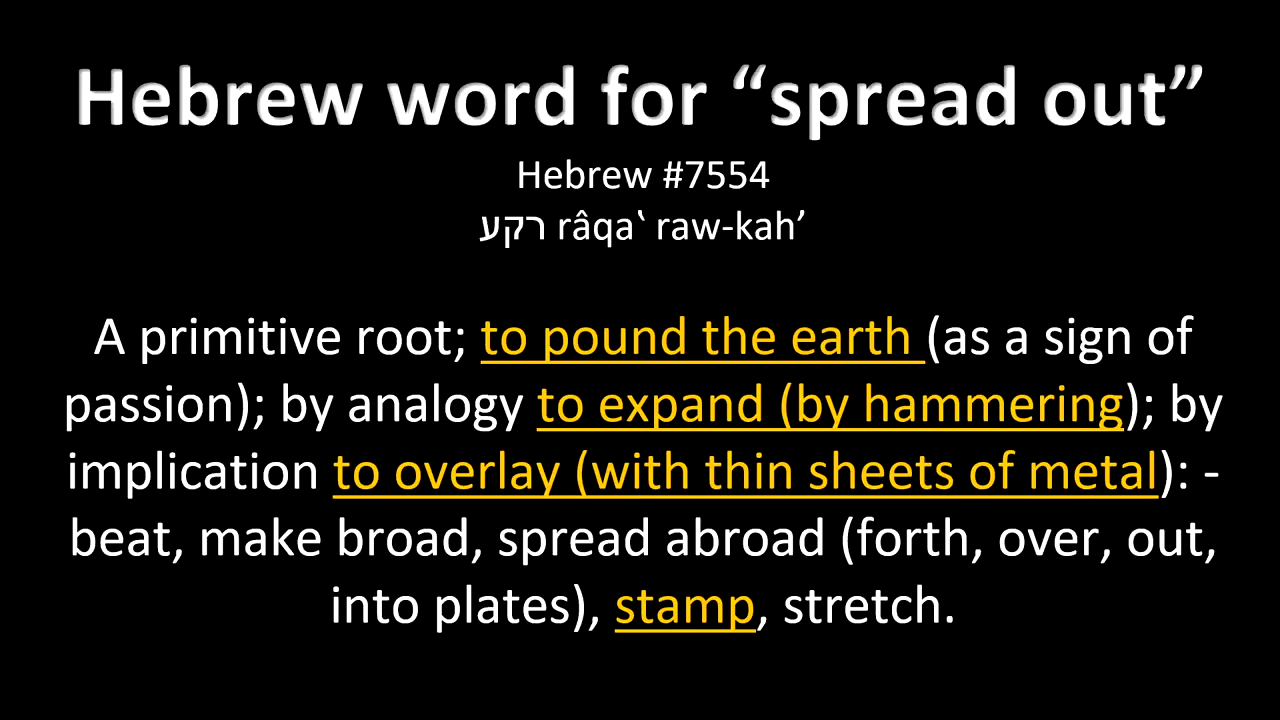 Hebrew word for “spread out”
Hebrew #7554
רקע râqa‛ raw-kah’
A primitive root; to pound the earth (as a sign of
passion); by analogy to expand (by hammering); by
implication to overlay (with thin sheets of metal): -
beat, make broad, spread abroad (forth, over, out,
into plates), stamp, stretch.